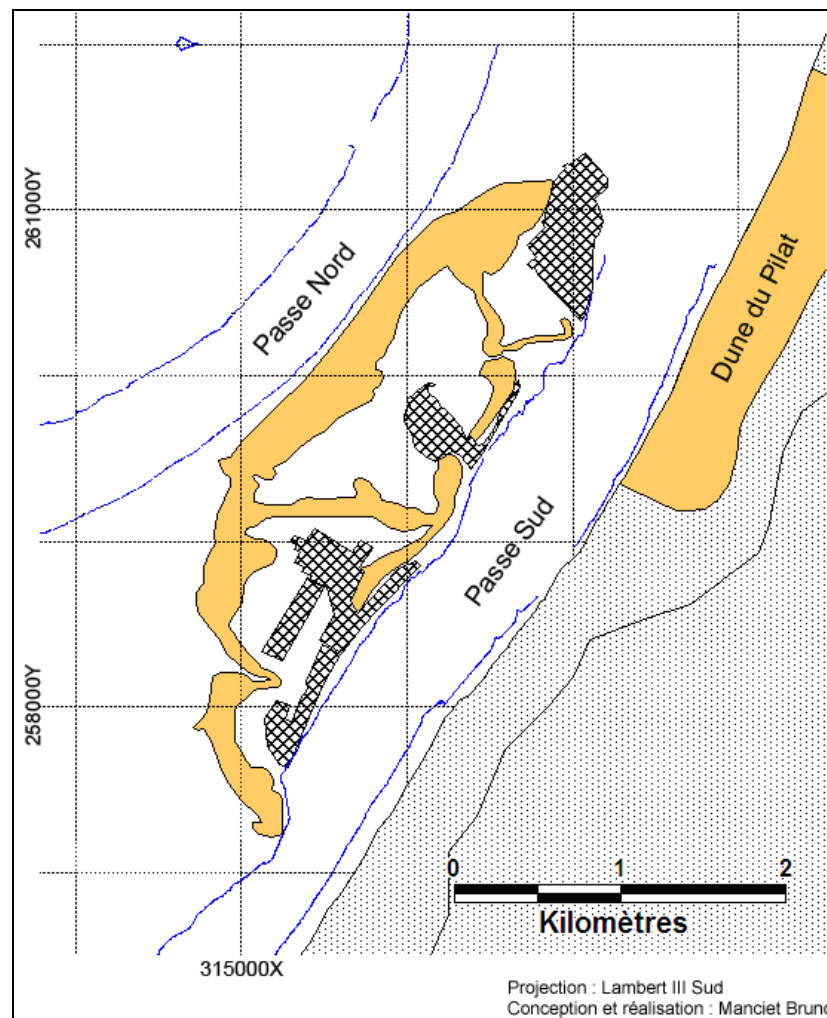 261000Y
Passe Nord
Dune du Pilat
Passe Sud
258000Y
0 1 2
Kilomètres
315000X
Projection : Lambert III Sud
Conception et réalisation : Manciet Bruno